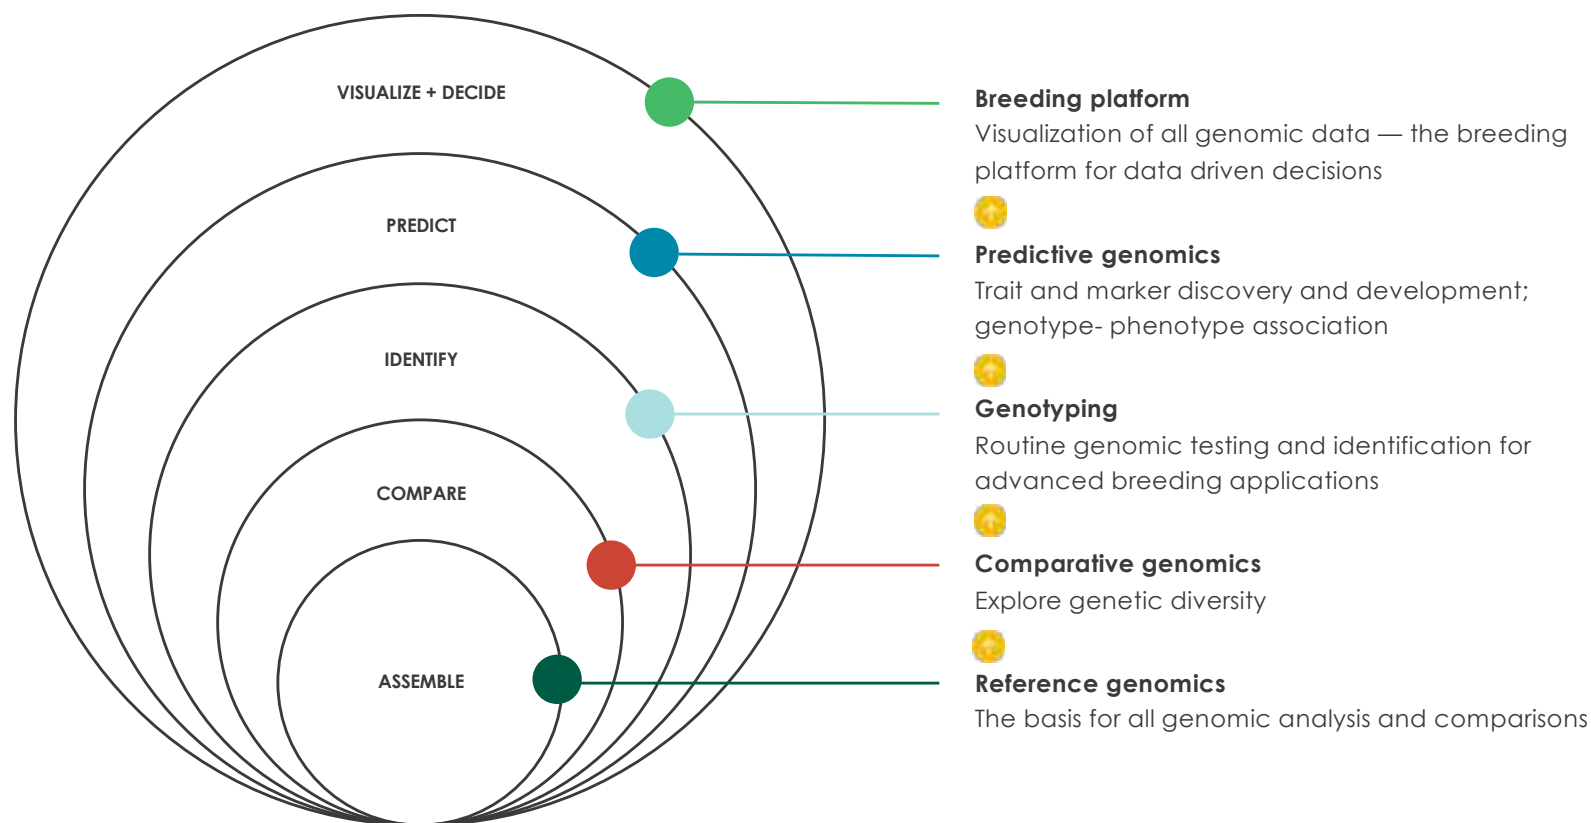 VISUALIZE + DECIDE
PREDICT
IDENTIFY
COMPARE
ASSEMBLE
Breeding platform
Visualization of all genomic data — the breeding
platform for data driven decisions
Predictive genomics
Trait and marker discovery and development;
genotype- phenotype association
Genotyping
Routine genomic testing and identification for
advanced breeding applications
Comparative genomics
Explore genetic diversity
Reference genomics
The basis for all genomic analysis and comparisons